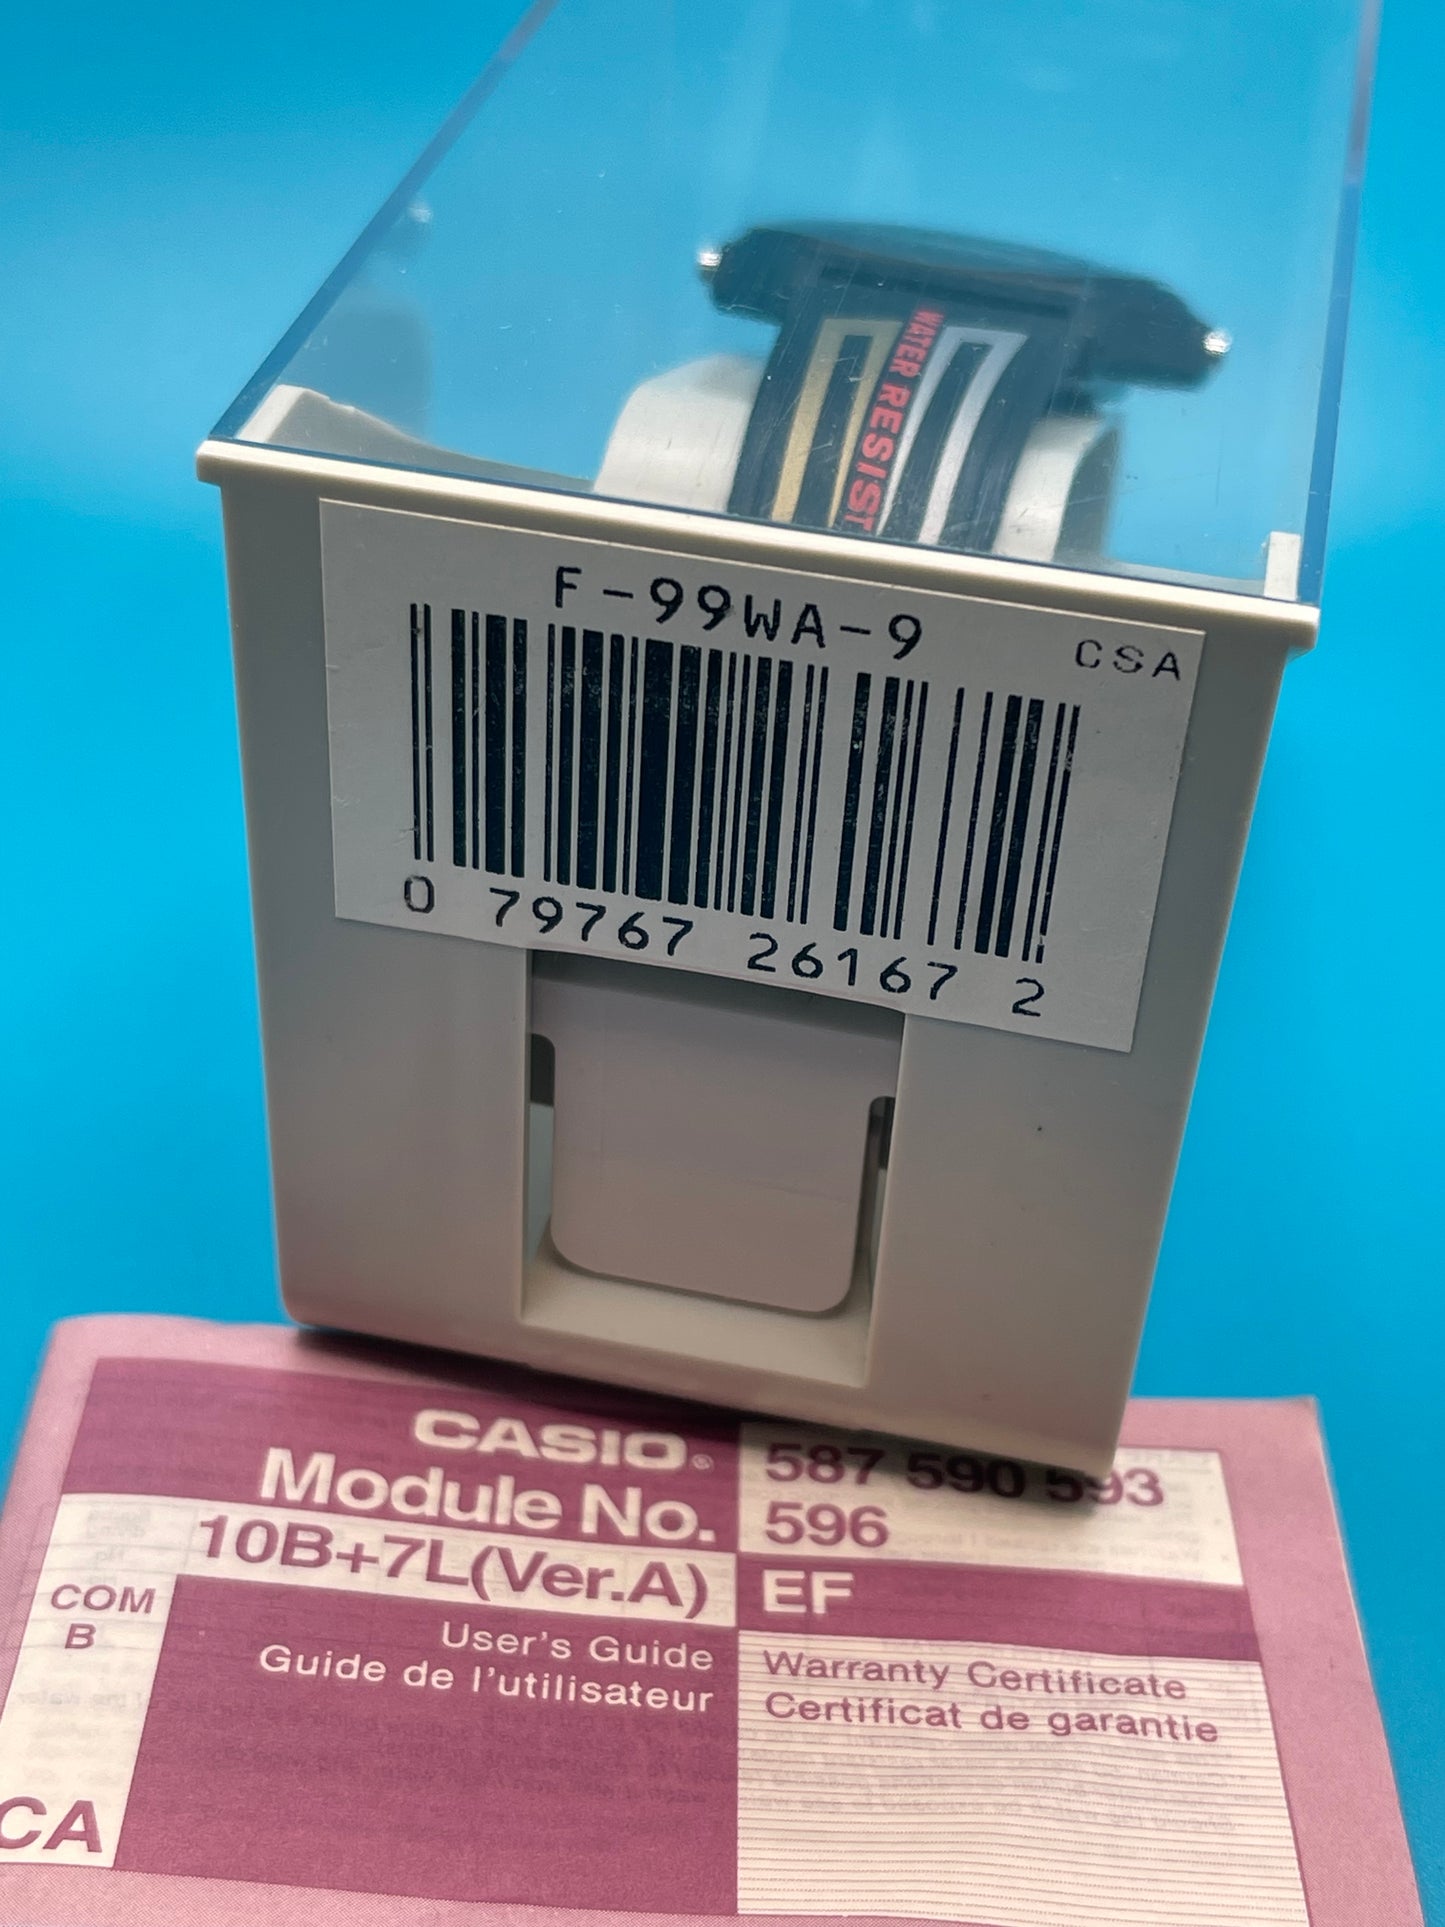 WATER RESIST
F-99WA-9
CSA
0 79767 26167 2
CASIO®
Module No.
587 590 593
596
10B+7L(Ver.A)
EF
COM
B
User's Guide
Guide de l'utilisateur
Warranty Certificate
Certificat de garantie
CA